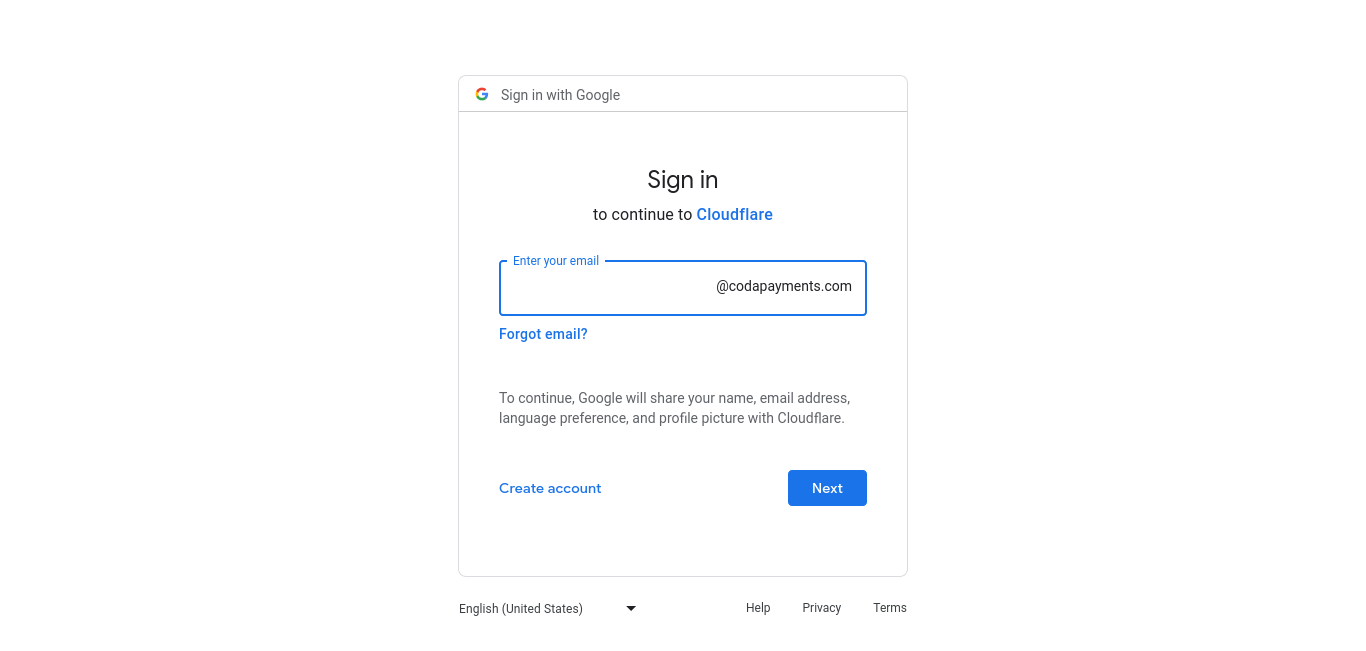 Sign in with Google
Sign in
to continue to Cloudflare
Enter your email
@codapayments.com
Forgot email?
To continue, Google will share your name, email address,
language preference, and profile picture with Cloudflare.
Create account
Next
English (United States)
Help
Privacy
Terms